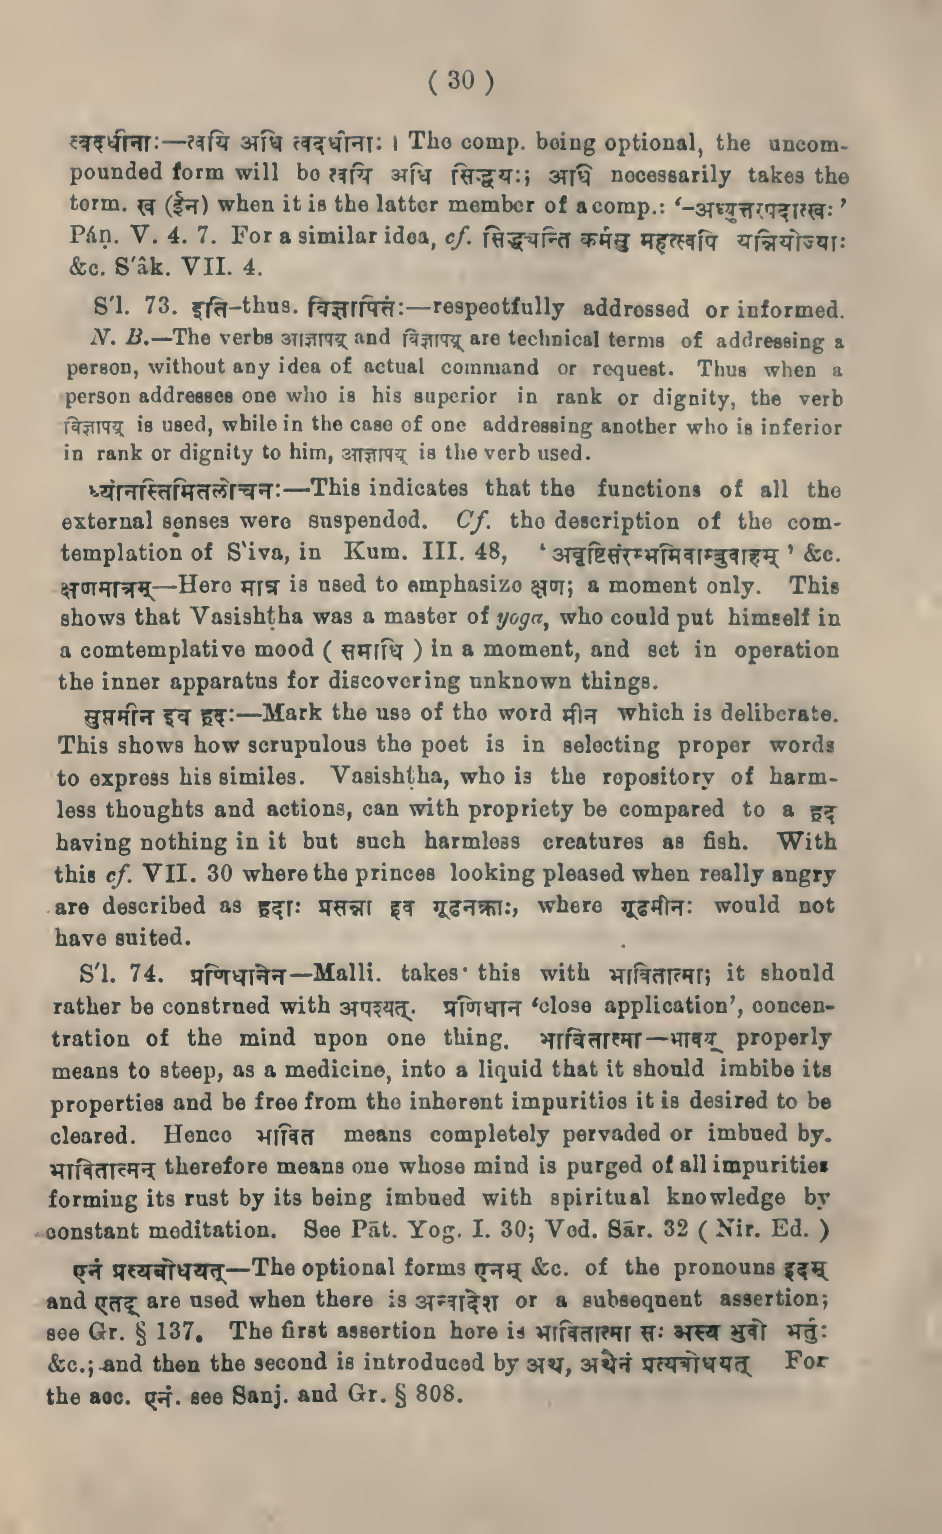 ( 30 )
त्वदधीनाः—त्वयि अधि त्वदधीनाः । The comp. being optional, the uncom-
pounded form will be त्वयि अधि सिद्धयः; अधि necessarily takes the
term. ख (ईन) when it is the latter member of a comp.: ‘–अध्युत्तरपदात्खः’
Páṇ. V. 4. 7. For a similar idea, cf. सिद्ध्यन्ति कर्मसु महत्स्वपि यन्नियोज्याः
&c. S′âk. VII. 4.
S′l. 73. इति–thus. विज्ञापितः:—respectfully addressed or informed.
N. B.—The verbs आज्ञापय् and विज्ञापय् are technical terms of addressing a
person, without any idea of actual command or request. Thus when a
person addresses one who is his superior in rank or dignity, the verb
विज्ञापय् is used, while in the case of one addressing another who is inferior
in rank or dignity to him, आज्ञापय् is the verb used.
ध्यानस्तिमितलोचनः—This indicates that the functions of all the
external senses were suspended. Cf. the description of the com-
templation of S‵iva, in Kum. III. 48, ‘अवृष्टिसंरम्भमिवाम्बुवाहम्’ &c.
क्षणमात्रम्—Here मात्र is used to emphasize क्षण; a moment only. This
shows that Vasishṭha was a master of yoga, who could put himself in
a comtemplative mood ( समाधि ) in a moment, and set in operation
the inner apparatus for discovering unknown things.
सुप्तमीन इव ह्रदः—Mark the use of the word मीन which is deliberate.
This shows how scrupulous the poet is in selecting proper words
to express his similes. Vasishṭha, who is the repository of harm-
less thoughts and actions, can with propriety be compared to a ह्रद
having nothing in it but such harmless creatures as fish. With
this cf. VII. 30 where the princes looking pleased when really angry
are described as ह्रदाः प्रसन्ना इव गूढनक्राः, where गूढमीनः would not
have suited.
S′l. 74. प्रणिधानेन—Malli. takes this with भावितात्मा; it should
rather be construed with अपश्यत्. प्रणिधान ‘close application’, concen-
tration of the mind upon one thing. भावितात्मा—भावय् properly
means to steep, as a medicine, into a liquid that it should imbibe its
properties and be free from the inherent impurities it is desired to be
cleared. Hence भावित means completely pervaded or imbued by.
भावितात्मन् therefore means one whose mind is purged of all impurities
forming its rust by its being imbued with spiritual knowledge by
constant meditation. See Pāt. Yog. I. 30; Ved. Sār. 32 ( Nir. Ed. )
एनं प्रत्यबोधयत्—The optional forms एनम् &c. of the pronouns इदम्
and एतद् are used when there is अन्वादेश or a subsequent assertion;
see Gr. § 137. The first assertion here is भावितात्मा सः अस्य भुवो भर्तुः
&c.; and then the second is introduced by अथ, अथैनं प्रत्यबोधयत् For
the acc. एनं. see Sanj. and Gr. § 808.